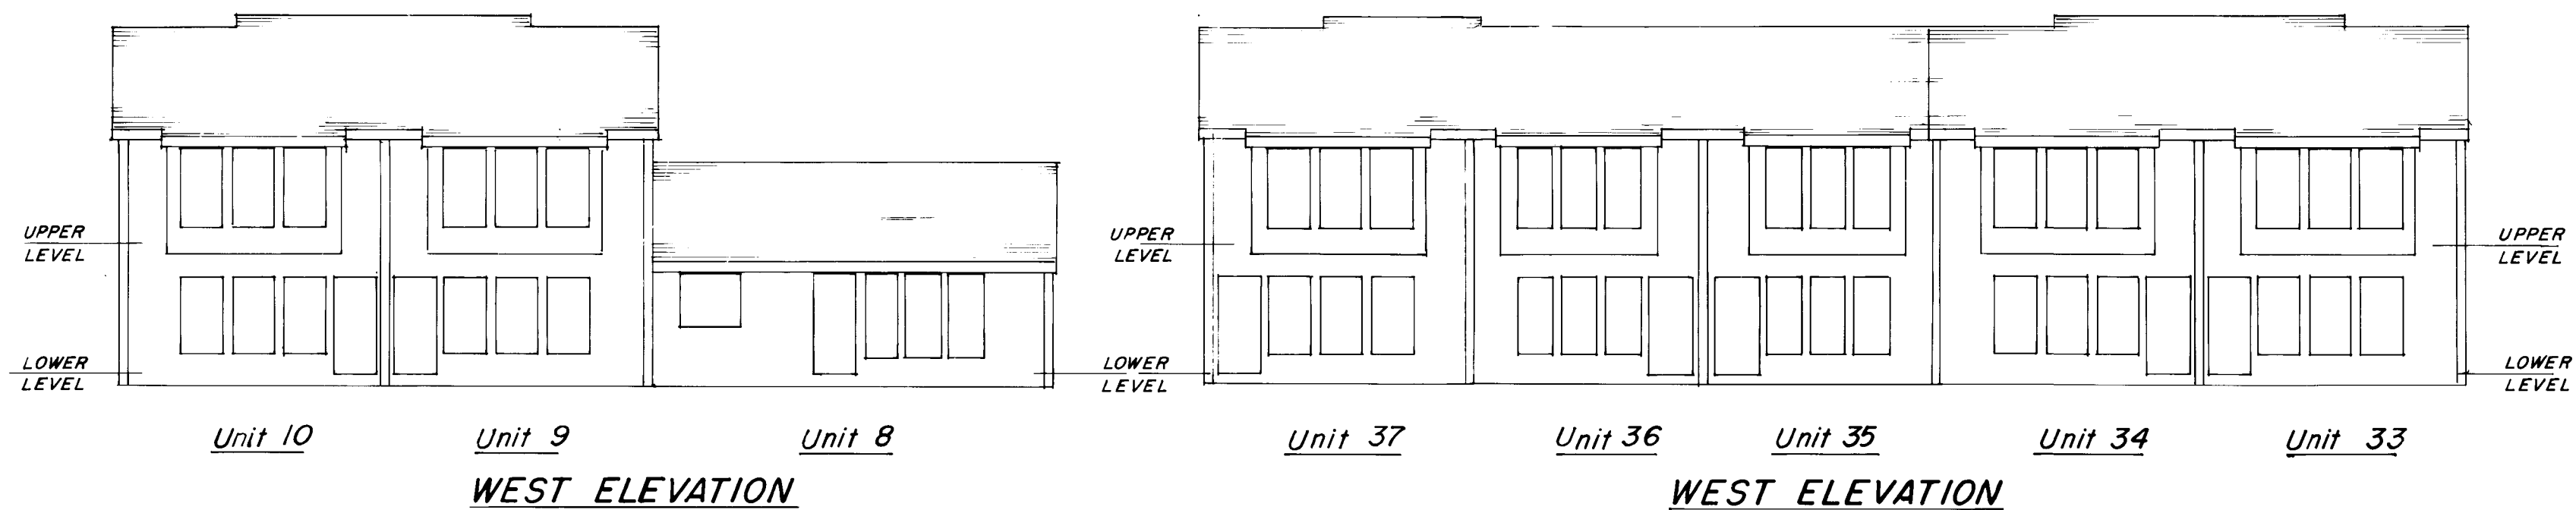 UPPER
LEVEL
LOWER
LEVEL
Unit 10
Unit 9
Unit 8
WEST ELEVATION
UPPER
LEVEL
LOWER
LEVEL
UPPER
LEVEL
LOWER
LEVEL
Unit 37
Unit 36
Unit 35
Unit 34
Unit 33
WEST ELEVATION